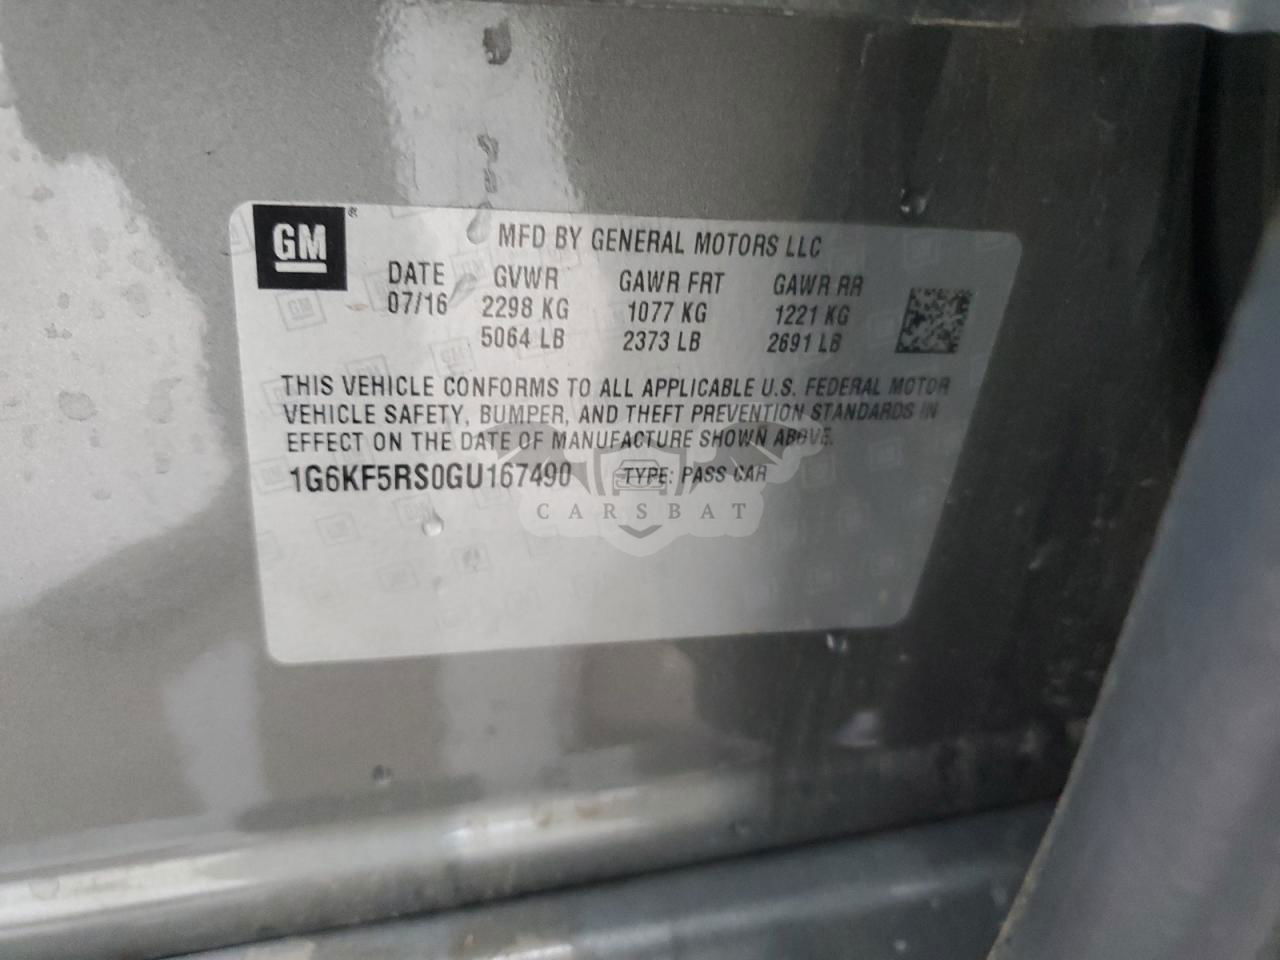 GM®
MFD BY GENERAL MOTORS LLC
DATE GVWR GAWR FRT GAWR RR
07/16 2298 KG 1077 KG 1221 KG
5064 LB 2373 LB 2691 LB
THIS VEHICLE CONFORMS TO ALL APPLICABLE U.S. FEDERAL MOTOR
VEHICLE SAFETY, BUMPER, AND THEFT PREVENTION STANDARDS IN
EFFECT ON THE DATE OF MANUFACTURE SHOWN ABOVE.
1G6KF5RS0GU167490 TYPE: PASS CAR
CARSBAT